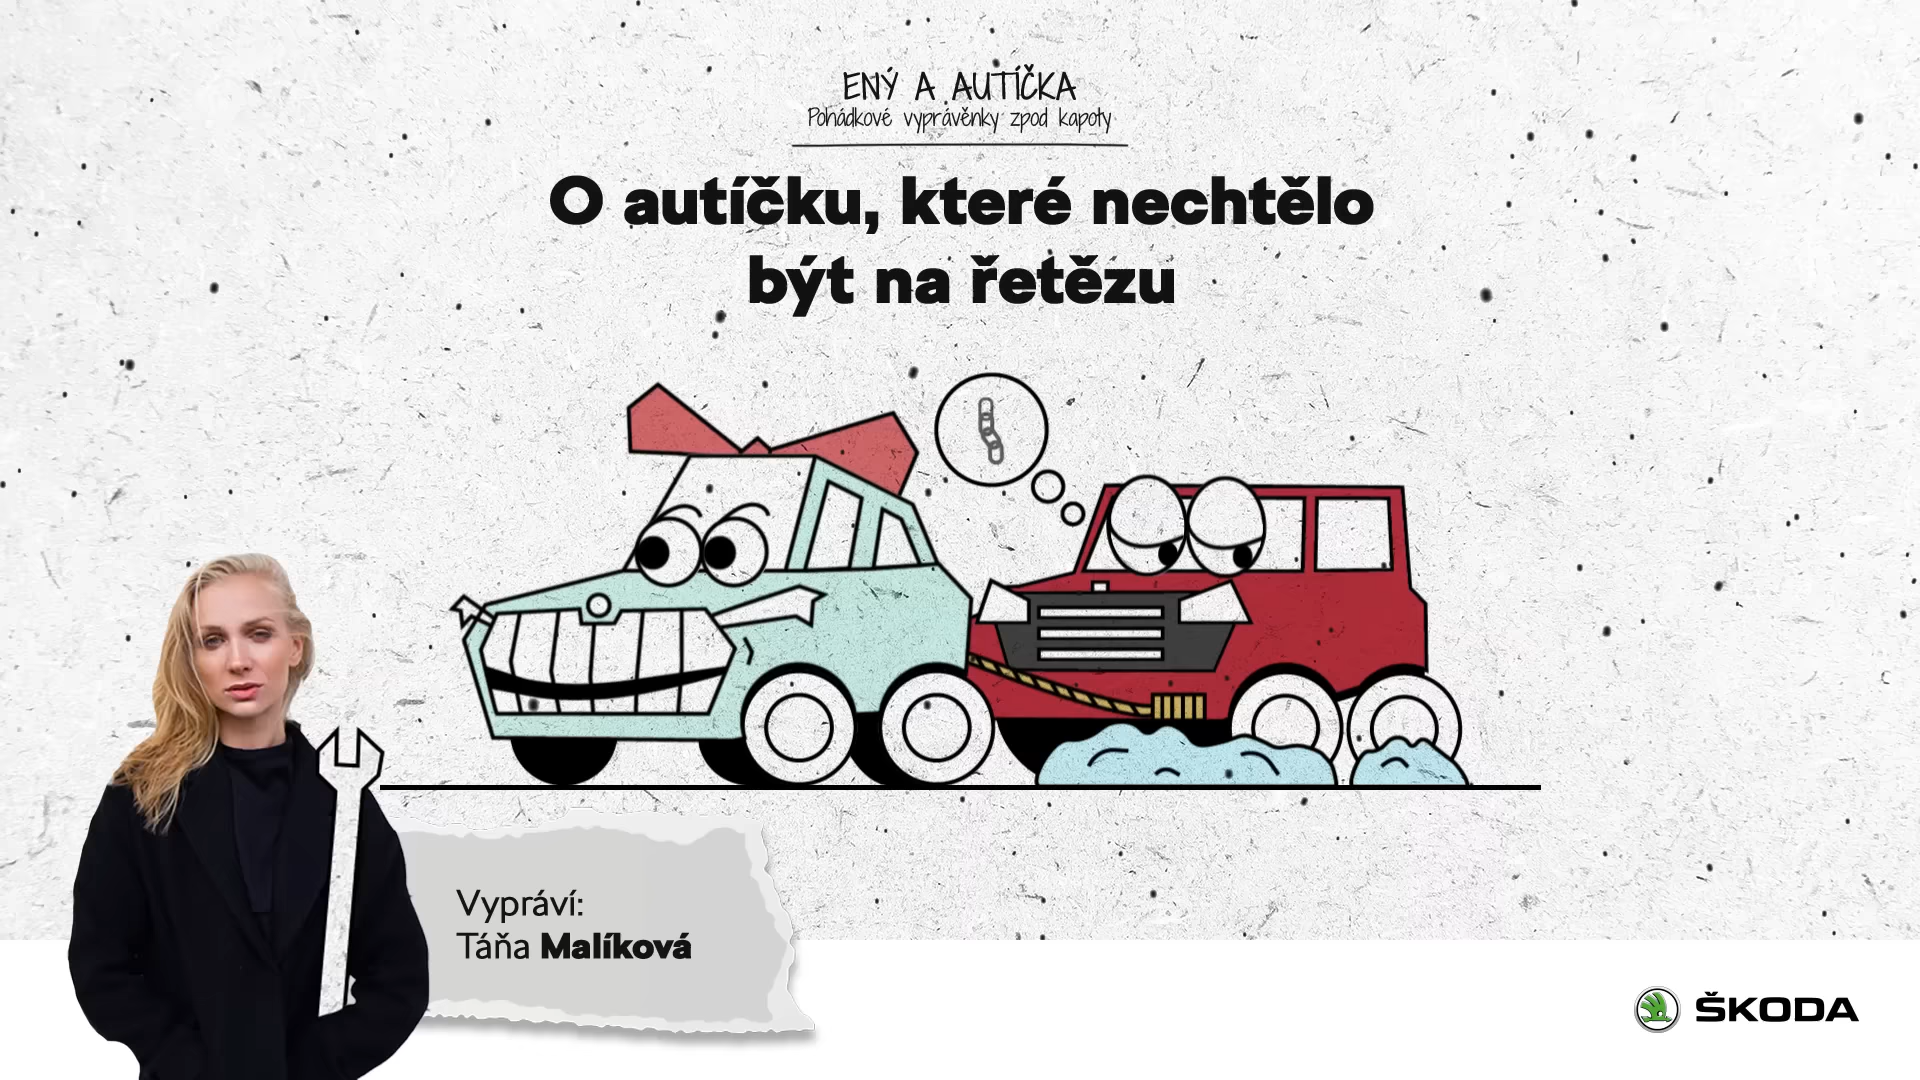 ENÝ A AUTÍČKA
Pohádkové vyprávěnky zpod kapoty
O autíčku, které nechtělo
být na řetězu
Vypráví:
Táňa Malíková
ŠKODA